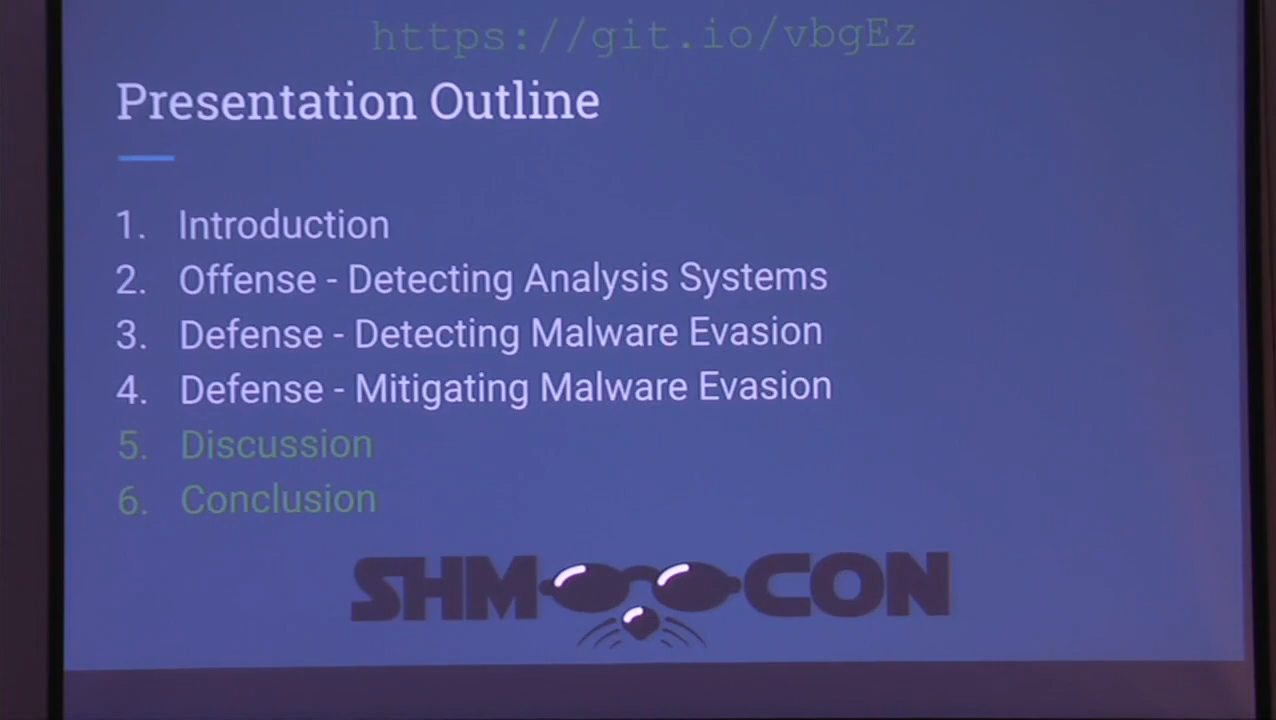 https://git.io/vbgEz
Presentation Outline
1. Introduction
2. Offense - Detecting Analysis Systems
3. Defense - Detecting Malware Evasion
4. Defense - Mitigating Malware Evasion
5. Discussion
6. Conclusion
SHMOOCON